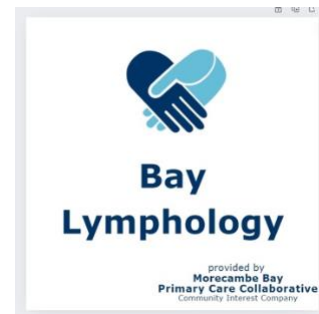 Bay
Lymphology
provided by
Morecambe Bay
Primary Care Collaborative
Community Interest Company